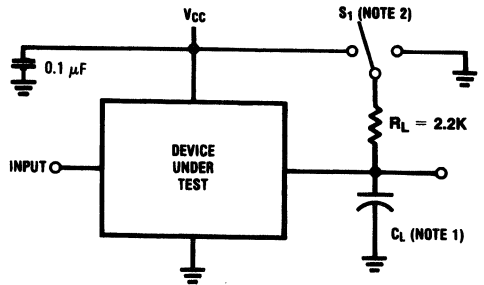 VCC
S1 (NOTE 2)
0.1 µF
RL = 2.2K
DEVICE
UNDER
TEST
INPUT
CL (NOTE 1)